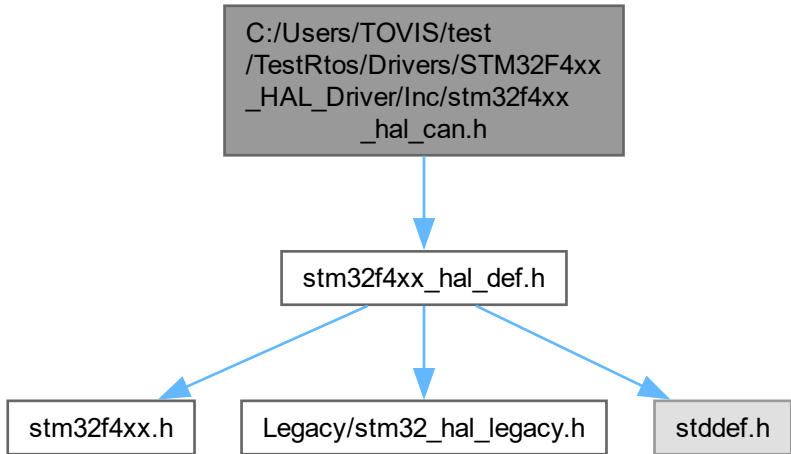 C:/Users/TOVIS/test
/TestRtos/Drivers/STM32F4xx
_HAL_Driver/Inc/stm32f4xx
_hal_can.h
stm32f4xx_hal_def.h
stm32f4xx.h
Legacy/stm32_hal_legacy.h
stddef.h